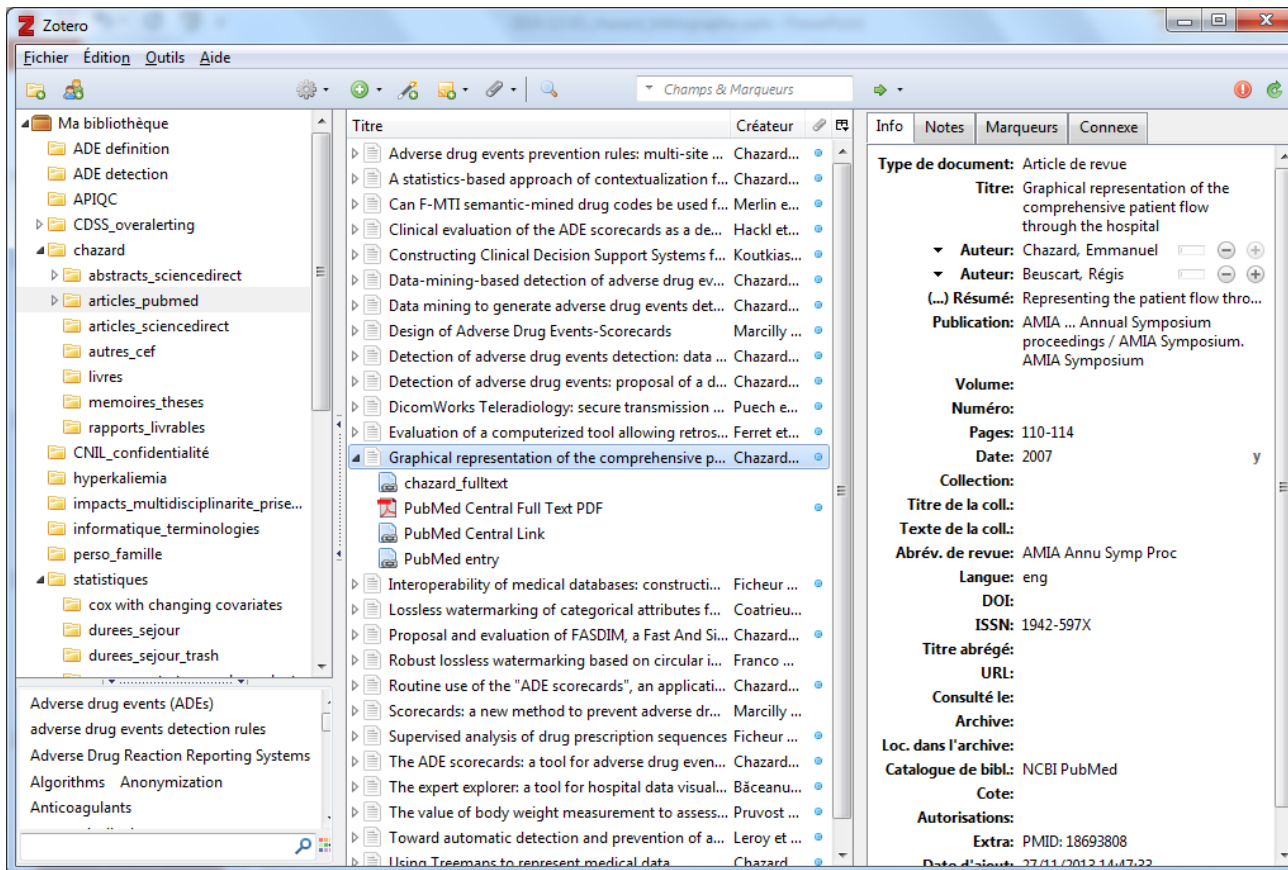 Zotero
Fichier Édition Outils Aide
Champs & Marqueurs
Ma bibliothèque
ADE definition
ADE detection
APIQC
CDSS_overalerting
chazard
abstracts_sciencedirect
articles_pubmed
articles_sciencedirect
autres_cef
livres
memoires_theses
rapports_livrables
CNIL_confidentialité
hyperkaliemia
impacts_multidisciplinarite_prise...
informatique_terminologies
perso_famille
statistiques
cox with changing covariates
durees_sejour
durees_sejour_trash
Adverse drug events (ADEs)
adverse drug events detection rules
Adverse Drug Reaction Reporting Systems
Algorithms Anonymization
Anticoagulants
Titre Créateur
Adverse drug events prevention rules: multi-site ... Chazard...
A statistics-based approach of contextualization f... Chazard...
Can F-MTI semantic-mined drug codes be used f... Merlin e...
Clinical evaluation of the ADE scorecards as a de... Hackl et...
Constructing Clinical Decision Support Systems f... Koutkias...
Data-mining-based detection of adverse drug ev... Chazard...
Data mining to generate adverse drug events det... Chazard...
Design of Adverse Drug Events-Scorecards Marcilly ...
Detection of adverse drug events detection: data ... Chazard...
Detection of adverse drug events: proposal of a d... Chazard...
DicomWorks Teleradiology: secure transmission ... Puech e...
Evaluation of a computerized tool allowing retros... Ferret et...
Graphical representation of the comprehensive p... Chazard...
chazard_fulltext
PubMed Central Full Text PDF
PubMed Central Link
PubMed entry
Interoperability of medical databases: constructi... Ficheur ...
Lossless watermarking of categorical attributes f... Coatrieu...
Proposal and evaluation of FASDIM, a Fast And Si... Chazard...
Robust lossless watermarking based on circular i... Franco ...
Routine use of the "ADE scorecards", an applicati... Chazard...
Scorecards: a new method to prevent adverse dr... Marcilly ...
Supervised analysis of drug prescription sequences Ficheur ...
The ADE scorecards: a tool for adverse drug even... Chazard...
The expert explorer: a tool for hospital data visual... Băceanu...
The value of body weight measurement to assess... Pruvost ...
Toward automatic detection and prevention of a... Leroy et ...
Using Treemaps to represent medical data Chazard
Info Notes Marqueurs Connexe
Type de document: Article de revue
Titre: Graphical representation of the
comprehensive patient flow
through the hospital
Auteur: Chazard, Emmanuel
Auteur: Beuscart, Régis
(...) Résumé: Representing the patient flow thro...
Publication: AMIA ... Annual Symposium
proceedings / AMIA Symposium.
AMIA Symposium
Volume:
Numéro:
Pages: 110-114
Date: 2007 y
Collection:
Titre de la coll.:
Texte de la coll.:
Abrév. de revue: AMIA Annu Symp Proc
Langue: eng
DOI:
ISSN: 1942-597X
Titre abrégé:
URL:
Consulté le:
Archive:
Loc. dans l'archive:
Catalogue de bibl.: NCBI PubMed
Cote:
Autorisations:
Extra: PMID: 18693808
Date d'ajout: 27/11/2013 14:47:33